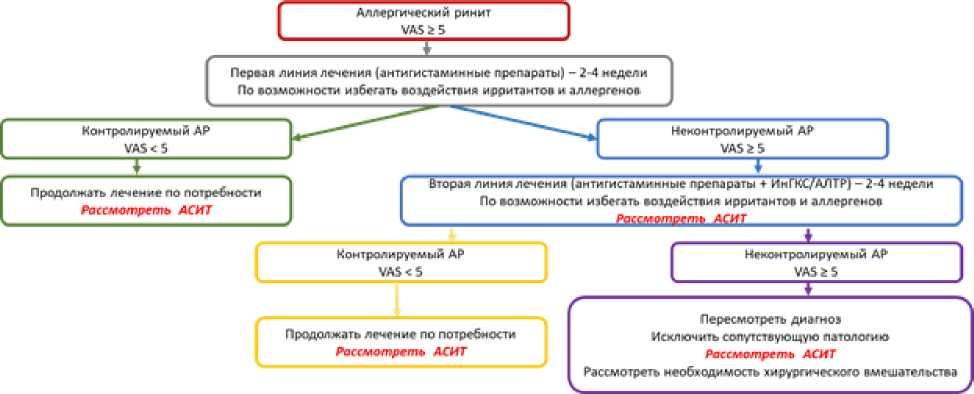 Аллергический ринит
VAS ≥ 5
Первая линия лечения (антигистаминные препараты) – 2-4 недели
По возможности избегать воздействия ирритантов и аллергенов
Контролируемый АР
VAS < 5
Неконтролируемый АР
VAS ≥ 5
Продолжать лечение по потребности
Рассмотреть АСИТ
Вторая линия лечения (антигистаминные препараты + ИнГКС/АЛТР) – 2-4 недели
По возможности избегать воздействия ирритантов и аллергенов
Рассмотреть АСИТ
Контролируемый АР
VAS < 5
Неконтролируемый АР
VAS ≥ 5
Продолжать лечение по потребности
Рассмотреть АСИТ
Пересмотреть диагноз
Исключить сопутствующую патологию
Рассмотреть АСИТ
Рассмотреть необходимость хирургического вмешательства